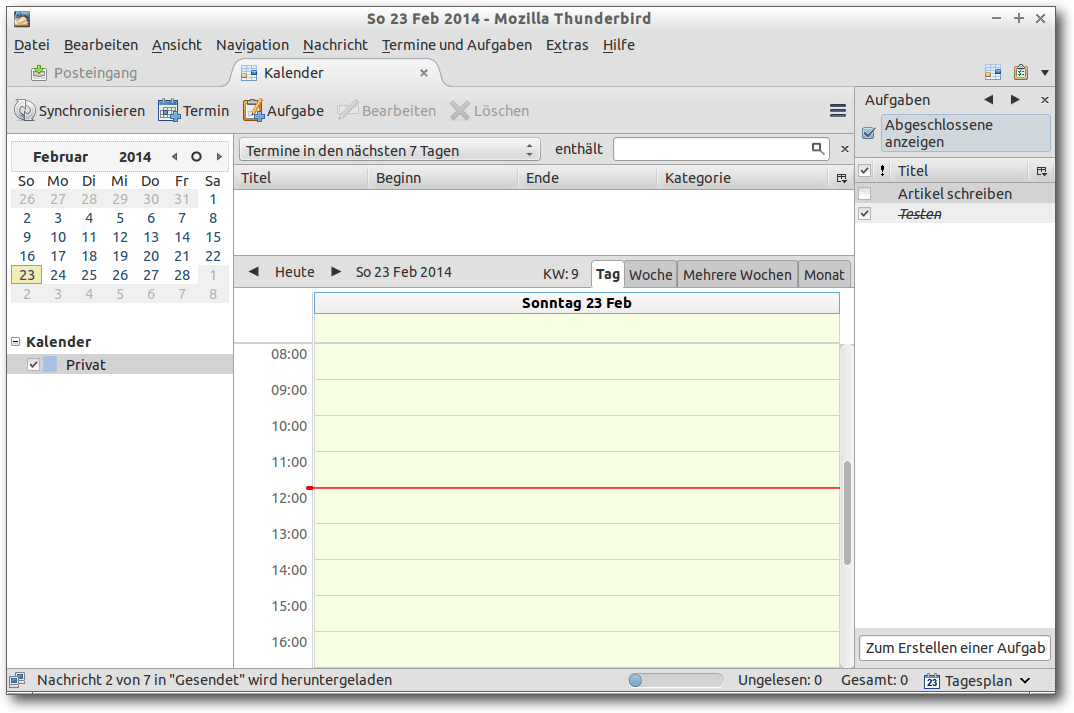 So 23 Feb 2014 - Mozilla Thunderbird
Datei Bearbeiten Ansicht Navigation Nachricht Termine und Aufgaben Extras Hilfe
Posteingang Kalender
Synchronisieren Termin Aufgabe Bearbeiten Löschen
Februar 2014
So Mo Di Mi Do Fr Sa
26 27 28 29 30 31 1
2 3 4 5 6 7 8
9 10 11 12 13 14 15
16 17 18 19 20 21 22
23 24 25 26 27 28 1
2 3 4 5 6 7 8
Kalender
Privat
Termine in den nächsten 7 Tagen enthält
Titel Beginn Ende Kategorie
Heute So 23 Feb 2014 KW: 9 Tag Woche Mehrere Wochen Monat
Sonntag 23 Feb
08:00
09:00
10:00
11:00
12:00
13:00
14:00
15:00
16:00
Aufgaben
Abgeschlossene
anzeigen
! Titel
Artikel schreiben
Testen
Zum Erstellen einer Aufgab
Nachricht 2 von 7 in "Gesendet" wird heruntergeladen Ungelesen: 0 Gesamt: 0 23 Tagesplan